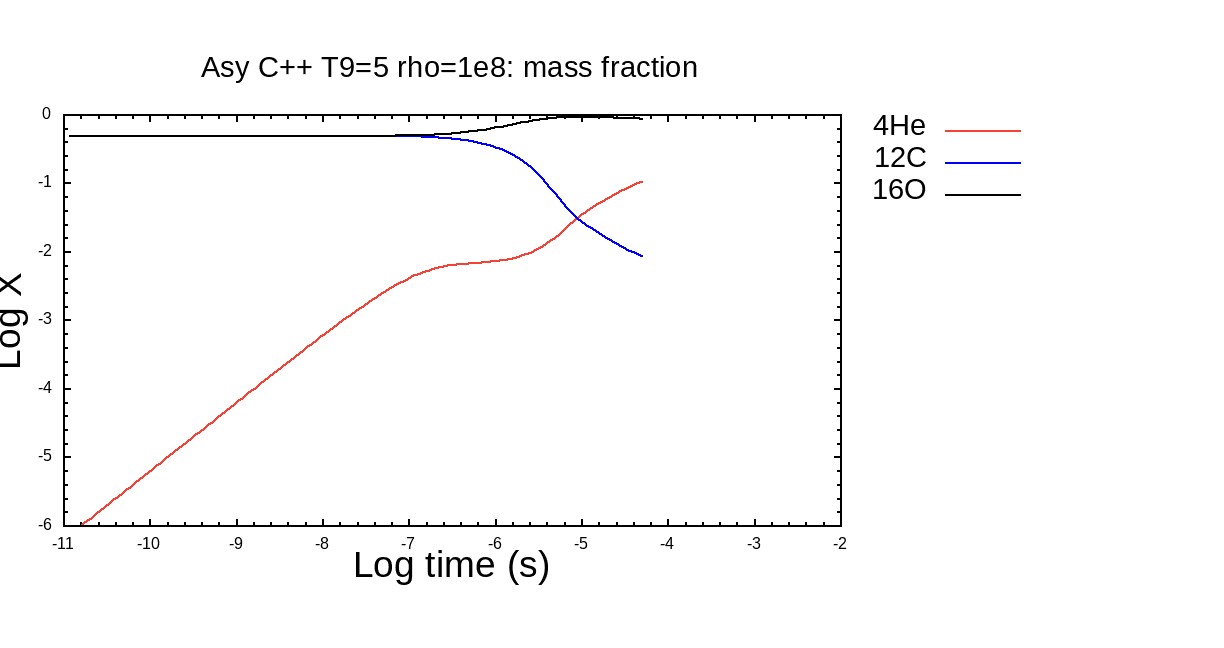 Asy C++ T9=5 rho=1e8: mass fraction
0
-1
-2
-3
-4
-5
-6
Log X
-11 -10 -9 -8 -7 -6 -5 -4 -3 -2
Log time (s)
4He
12C
16O